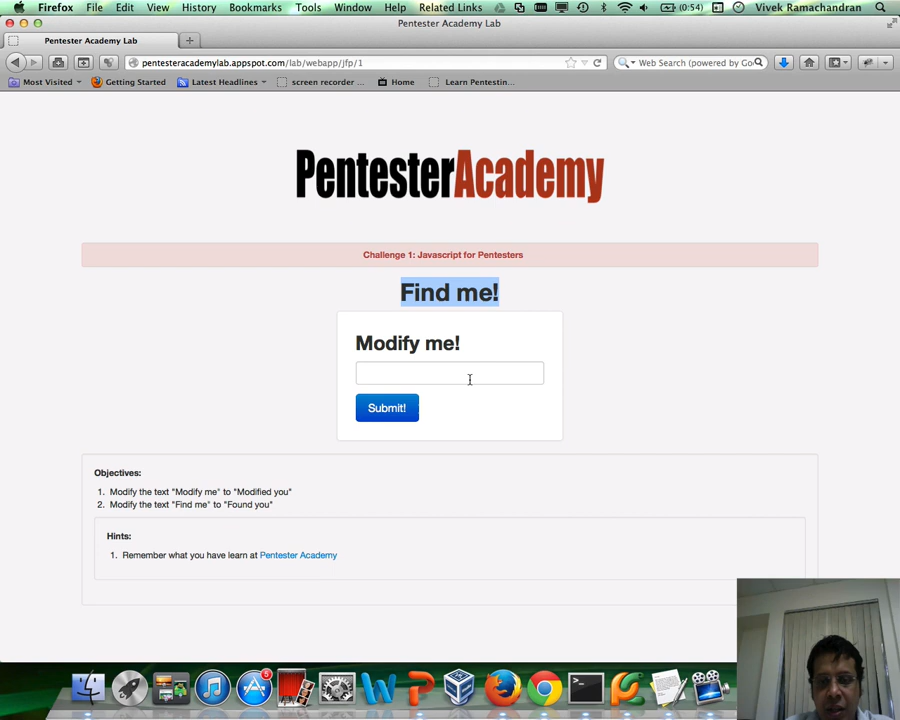 Firefox File Edit View History Bookmarks Tools Window Help Related Links (0:54) Vivek Ramachandran
Pentester Academy Lab
Pentester Academy Lab
pentesteracademylab.appspot.com/lab/webapp/jfp/1 Web Search (powered by Go
Most Visited Getting Started Latest Headlines screen recorder ... Home Learn Pentestin...
PentesterAcademy
Challenge 1: Javascript for Pentesters
Find me!
Modify me!
Submit!
Objectives:
1. Modify the text "Modify me" to "Modified you"
2. Modify the text "Find me" to "Found you"
Hints:
1. Remember what you have learn at Pentester Academy